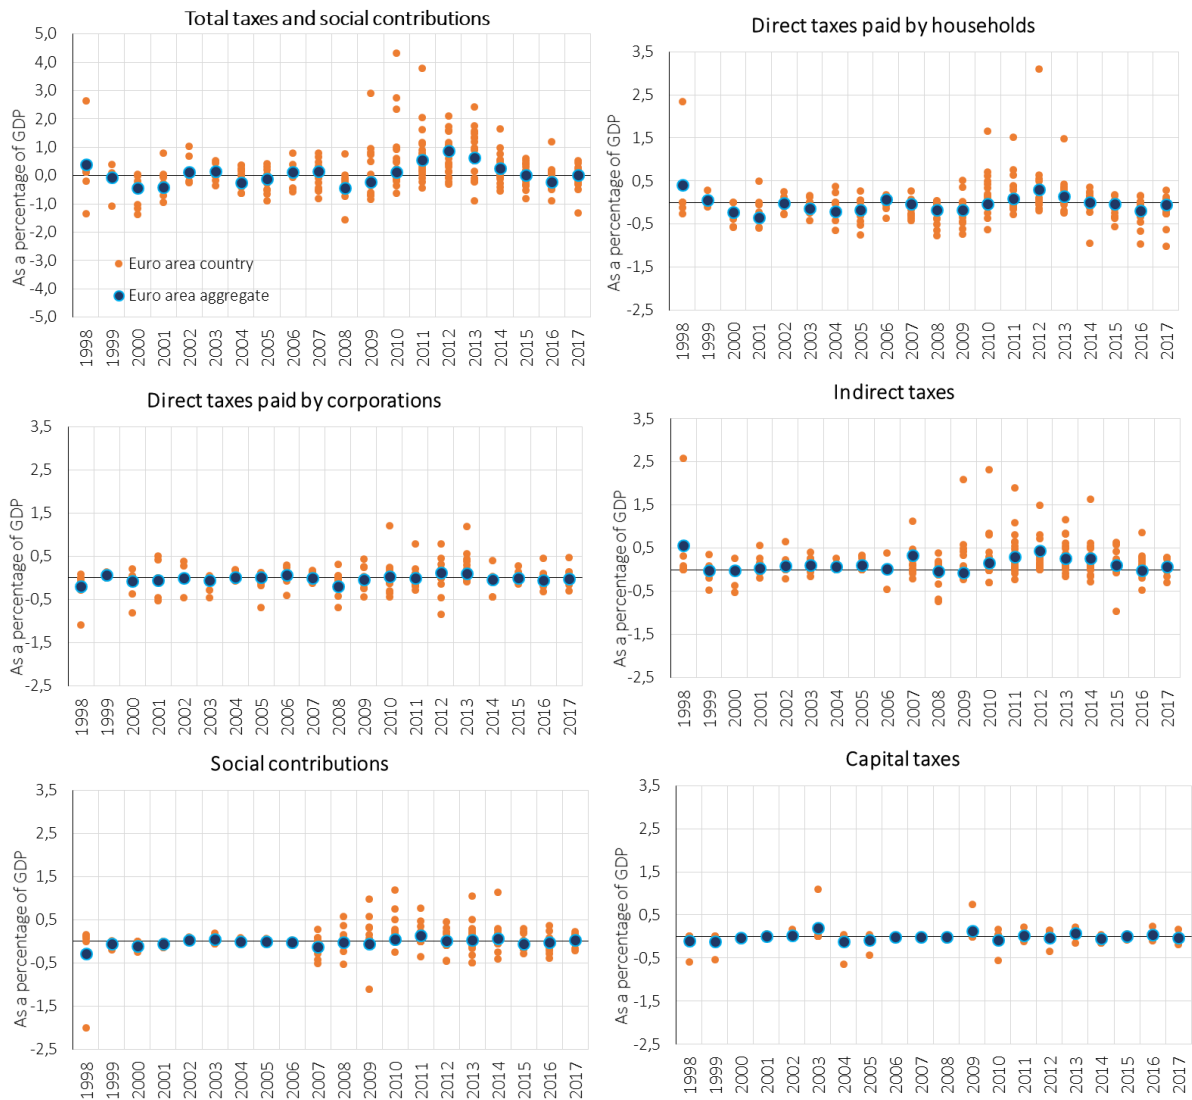 Total taxes and social contributions
As a percentage of GDP
5,0
4,0
3,0
2,0
1,0
0,0
-1,0
-2,0
-3,0
-4,0
-5,0
Euro area country
Euro area aggregate
1998 1999 2000 2001 2002 2003 2004 2005 2006 2007 2008 2009 2010 2011 2012 2013 2014 2015 2016 2017
Direct taxes paid by households
As a percentage of GDP
3,5
2,5
1,5
0,5
-0,5
-1,5
-2,5
1998 1999 2000 2001 2002 2003 2004 2005 2006 2007 2008 2009 2010 2011 2012 2013 2014 2015 2016 2017
Direct taxes paid by corporations
As a percentage of GDP
3,5
2,5
1,5
0,5
-0,5
-1,5
-2,5
1998 1999 2000 2001 2002 2003 2004 2005 2006 2007 2008 2009 2010 2011 2012 2013 2014 2015 2016 2017
Indirect taxes
As a percentage of GDP
3,5
2,5
1,5
0,5
-0,5
-1,5
-2,5
1998 1999 2000 2001 2002 2003 2004 2005 2006 2007 2008 2009 2010 2011 2012 2013 2014 2015 2016 2017
Social contributions
As a percentage of GDP
3,5
2,5
1,5
0,5
-0,5
-1,5
-2,5
1998 1999 2000 2001 2002 2003 2004 2005 2006 2007 2008 2009 2010 2011 2012 2013 2014 2015 2016 2017
Capital taxes
As a percentage of GDP
3,5
2,5
1,5
0,5
-0,5
-1,5
-2,5
1998 1999 2000 2001 2002 2003 2004 2005 2006 2007 2008 2009 2010 2011 2012 2013 2014 2015 2016 2017